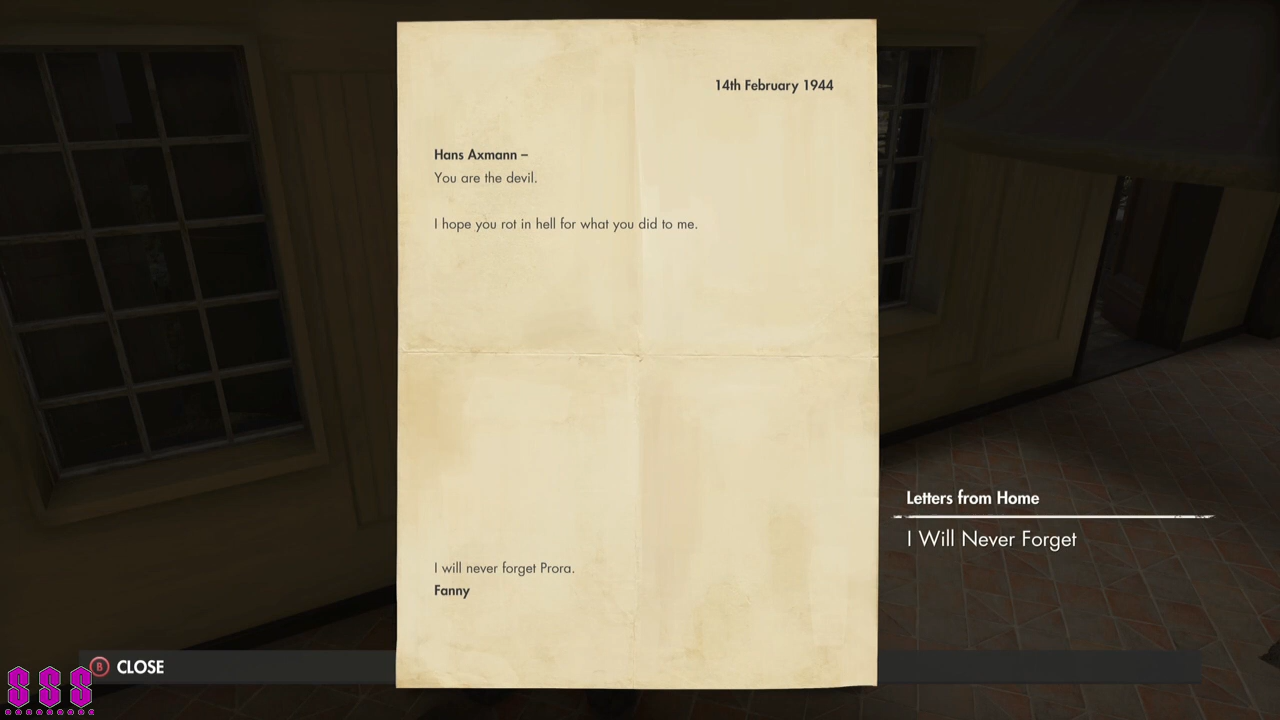 14th February 1944
Hans Axmann –
You are the devil.
I hope you rot in hell for what you did to me.
I will never forget Prora.
Fanny
Letters from Home
I Will Never Forget
B CLOSE
SSS